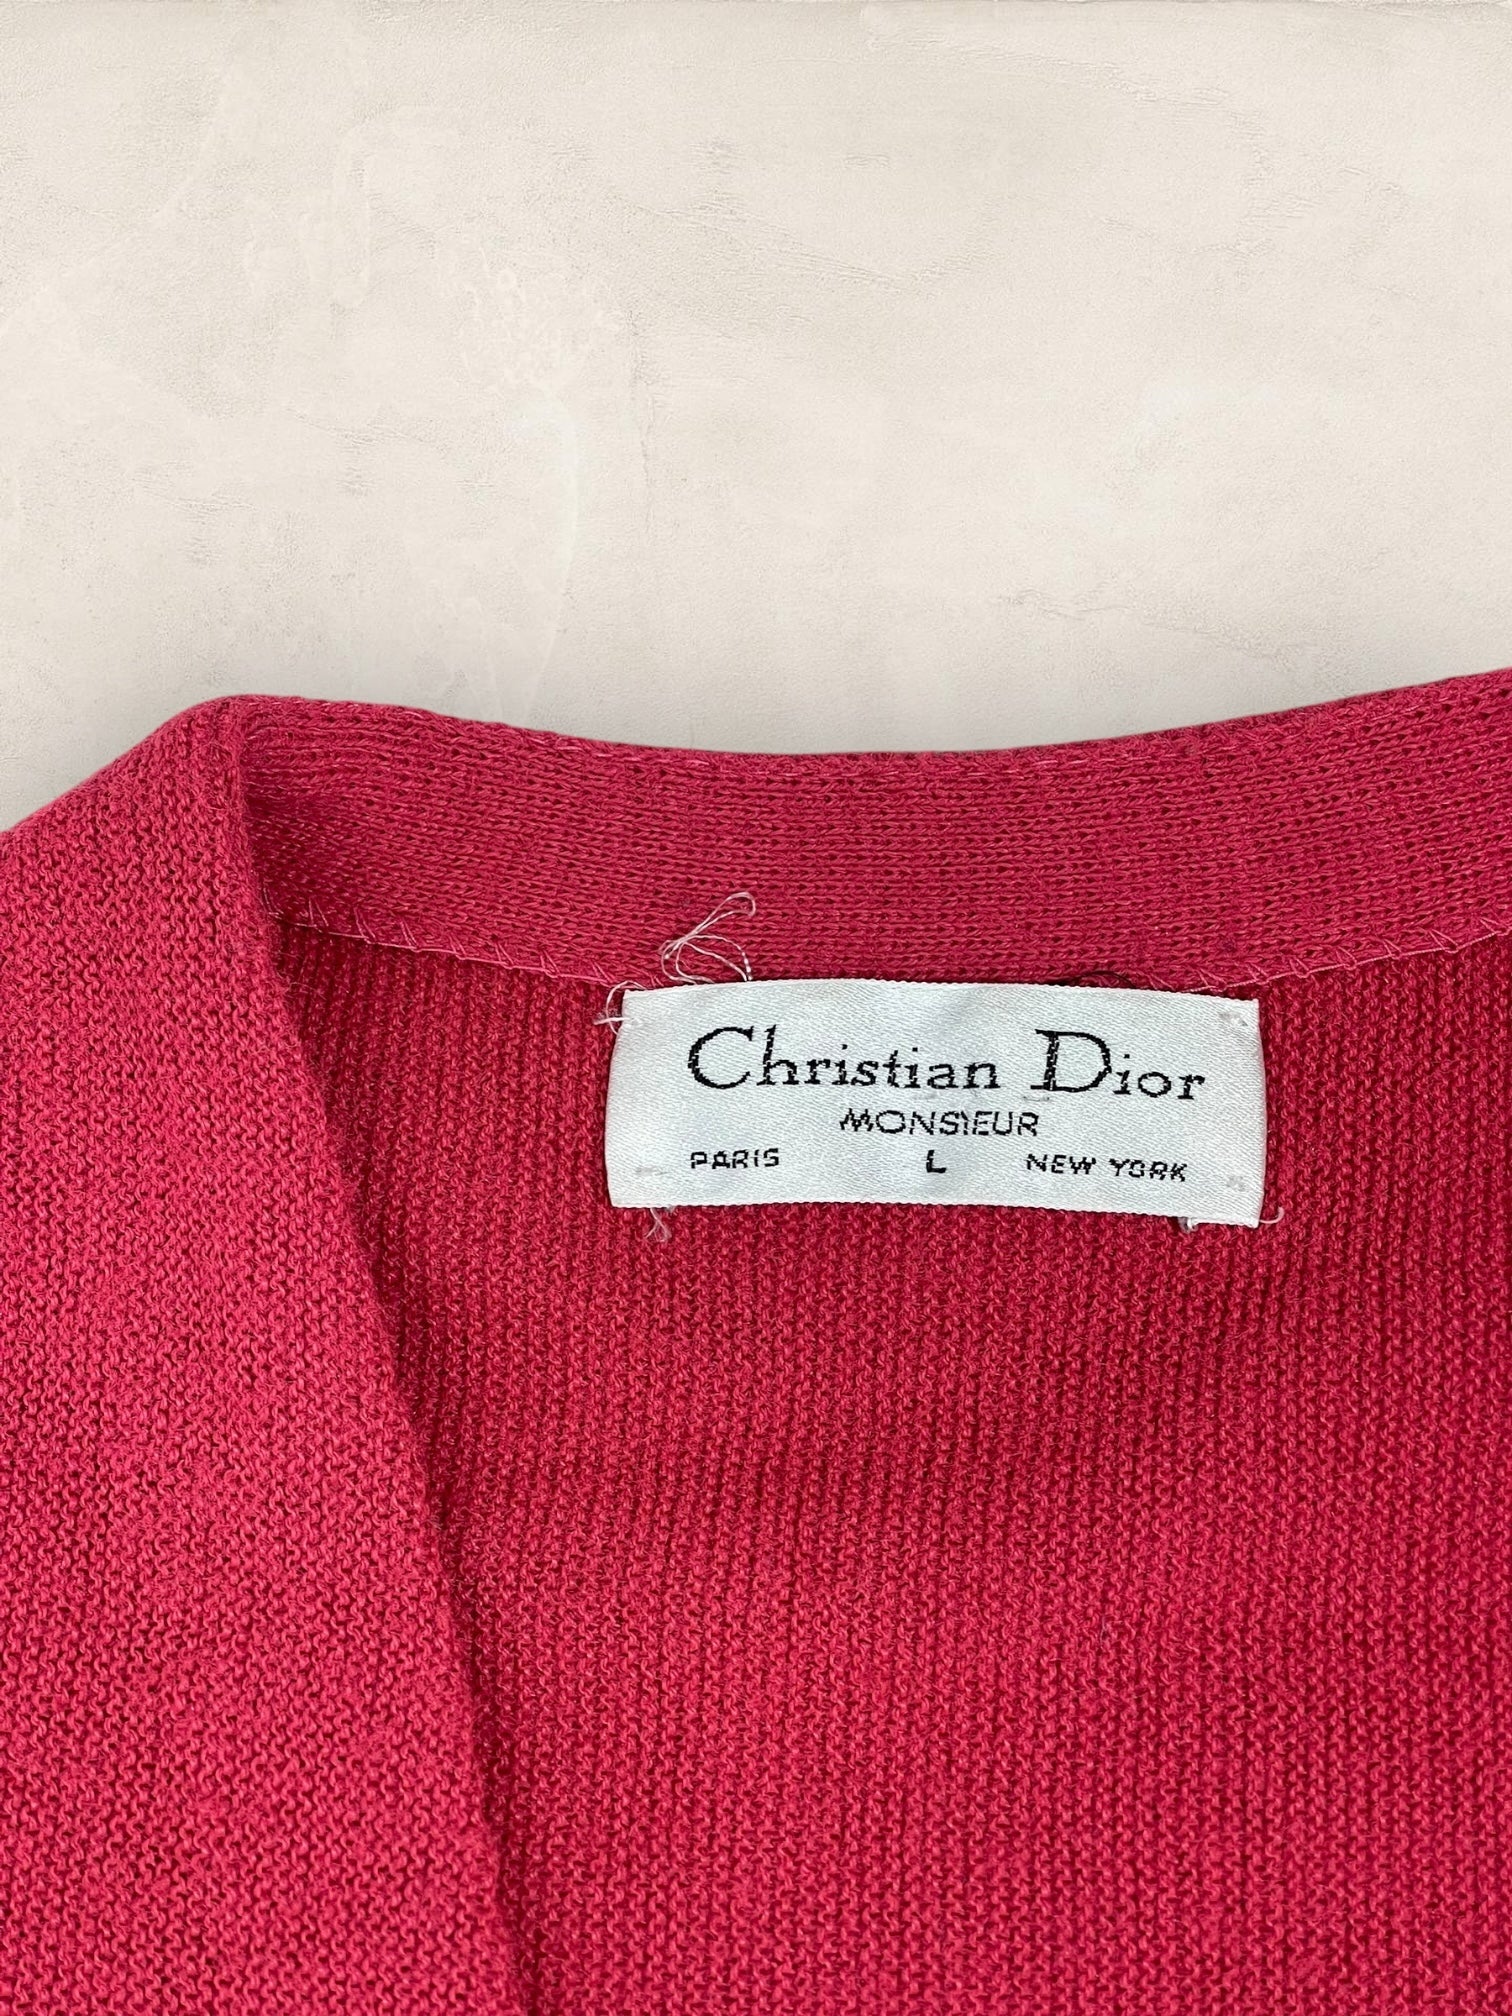 Christian Dior
MONSIEUR
PARIS L NEW YORK